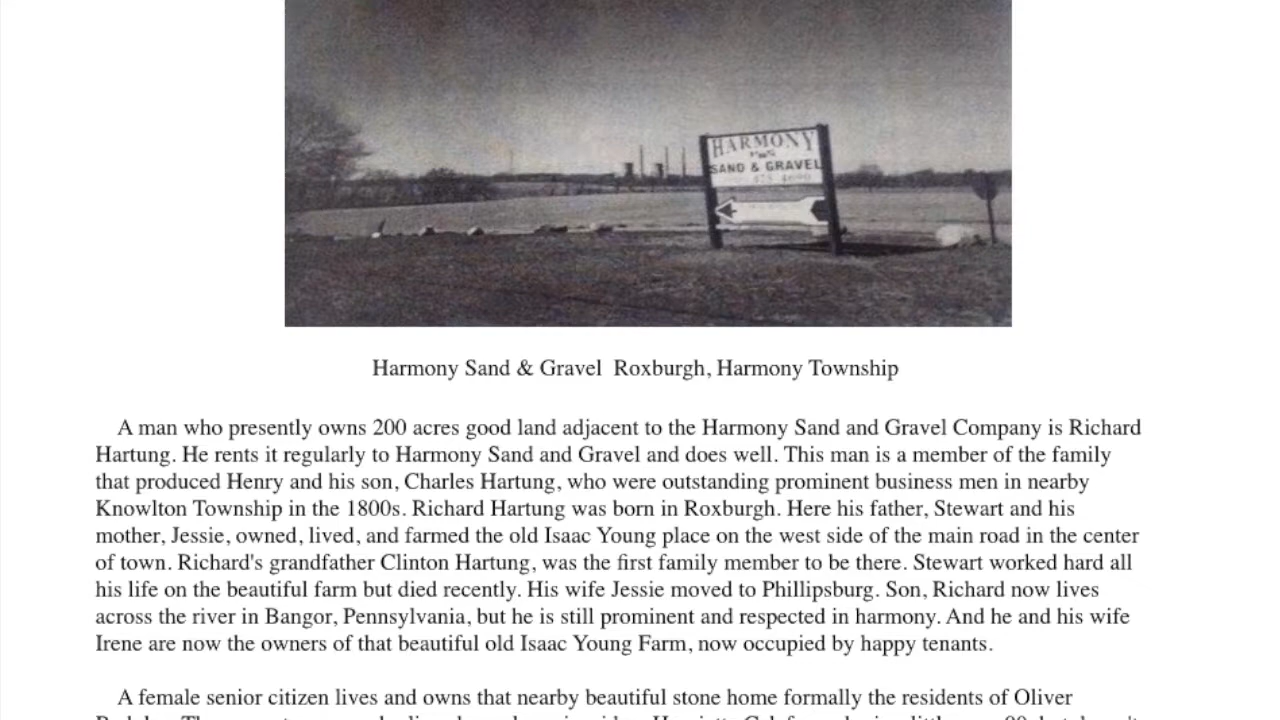 HARMONY
SAND & GRAVEL
Harmony Sand & Gravel Roxburgh, Harmony Township
A man who presently owns 200 acres good land adjacent to the Harmony Sand and Gravel Company is Richard
Hartung. He rents it regularly to Harmony Sand and Gravel and does well. This man is a member of the family
that produced Henry and his son, Charles Hartung, who were outstanding prominent business men in nearby
Knowlton Township in the 1800s. Richard Hartung was born in Roxburgh. Here his father, Stewart and his
mother, Jessie, owned, lived, and farmed the old Isaac Young place on the west side of the main road in the center
of town. Richard's grandfather Clinton Hartung, was the first family member to be there. Stewart worked hard all
his life on the beautiful farm but died recently. His wife Jessie moved to Phillipsburg. Son, Richard now lives
across the river in Bangor, Pennsylvania, but he is still prominent and respected in harmony. And he and his wife
Irene are now the owners of that beautiful old Isaac Young Farm, now occupied by happy tenants.
A female senior citizen lives and owns that nearby beautiful stone home formally the residents of Oliver